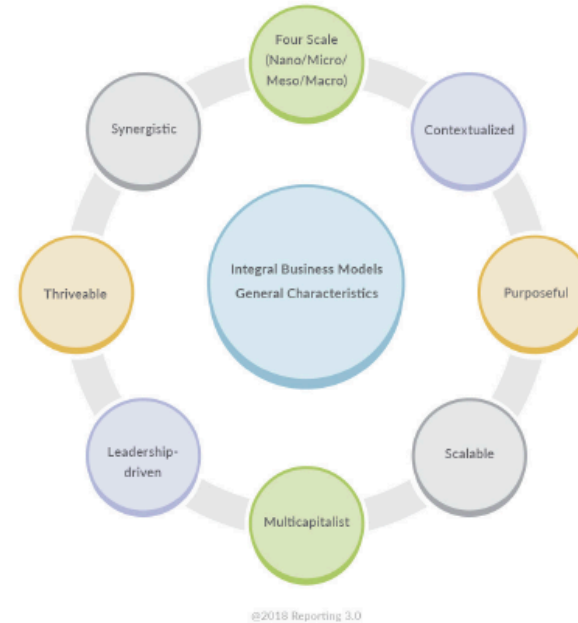 Four Scale
(Nano/Micro/
Meso/Macro)
Synergistic
Contextualized
Integral Business Models
General Characteristics
Thriveable
Purposeful
Leadership-
driven
Scalable
Multicapitalist
@2018 Reporting 3.0